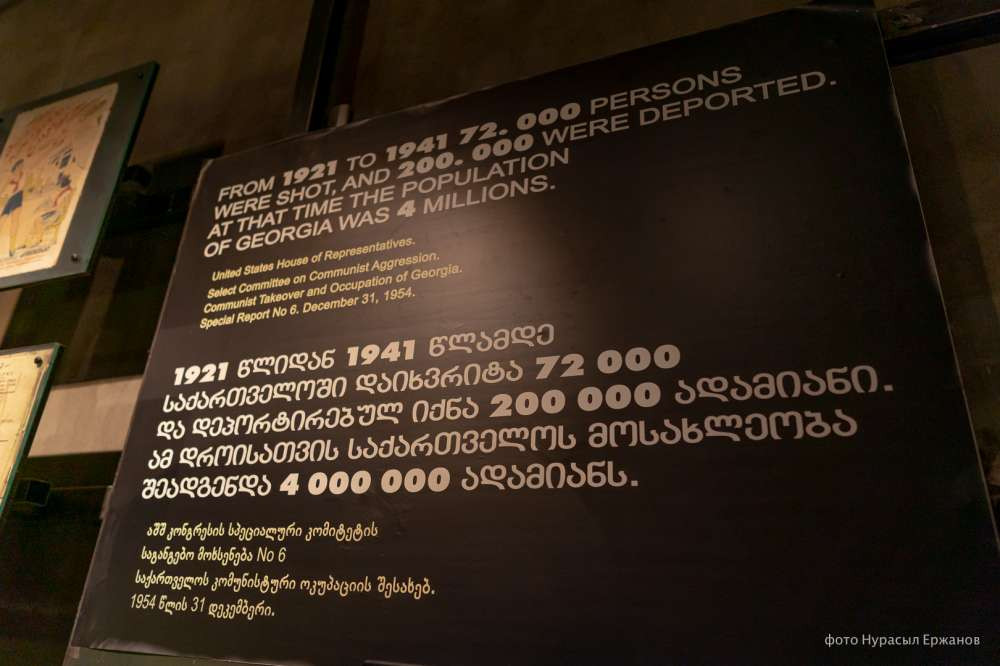 FROM 1921 TO 1941 72. 000 PERSONS
WERE SHOT, AND 200. 000 WERE DEPORTED.
AT THAT TIME THE POPULATION
OF GEORGIA WAS 4 MILLIONS.
United States House of Representatives.
Select Committee on Communist Aggression.
Communist Takeover and Occupation of Georgia.
Special Report No 6. December 31, 1954.
1921 წლიდან 1941 წლამდე
საქართველოში დაიხვრიტა 72 000
და დეპორტირებულ იქნა 200 000 ადამიანი.
ამ დროისათვის საქართველოს მოსახლეობა
შეადგენდა 4 000 000 ადამიანს.
აშშ კონგრესის სპეციალური კომიტეტის
საგანგებო მოხსენება No 6
საქართველოს კომუნისტური ოკუპაციის შესახებ.
1954 წლის 31 დეკემბერი.
фото Нурасыл Ержанов